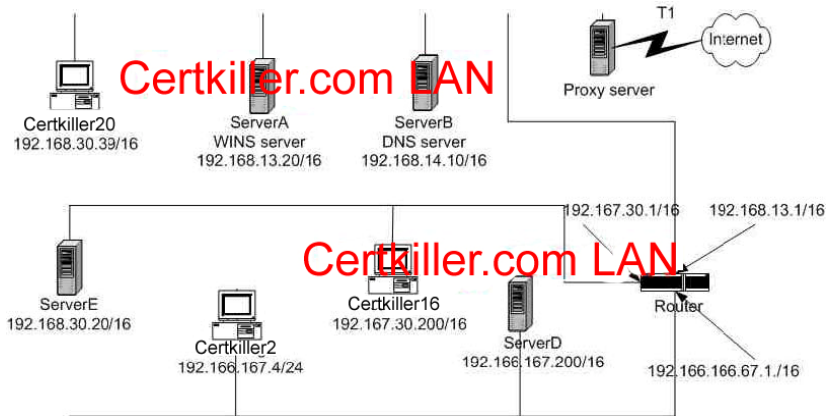 T1
Internet
Proxy server
Certkiller.com LAN
Certkiller20
192.168.30.39/16
ServerA
WINS server
192.168.13.20/16
ServerB
DNS server
192.168.14.10/16
192.167.30.1/16
192.168.13.1/16
Certkiller.com LAN
ServerE
192.168.30.20/16
Certkiller16
192.167.30.200/16
Router
Certkiller2
192.166.167.4/24
ServerD
192.166.167.200/16
192.166.166.67.1./16